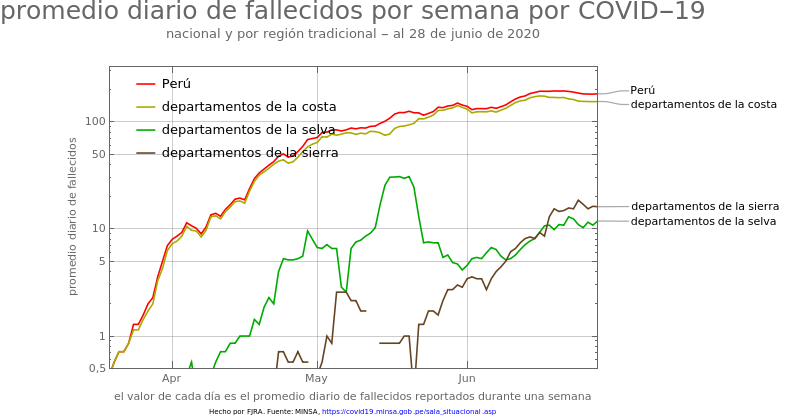 promedio diario de fallecidos por semana por COVID−19
nacional y por región tradicional − al 28 de junio de 2020
promedio diario de fallecidos
100
50
10
5
1
0,5
Perú
departamentos de la costa
departamentos de la selva
departamentos de la sierra
Perú
departamentos de la costa
departamentos de la sierra
departamentos de la selva
Apr May Jun
el valor de cada día es el promedio diario de fallecidos reportados durante una semana
Hecho por FJRA. Fuente: MINSA, https://covid19.minsa.gob.pe/sala_situacional .asp